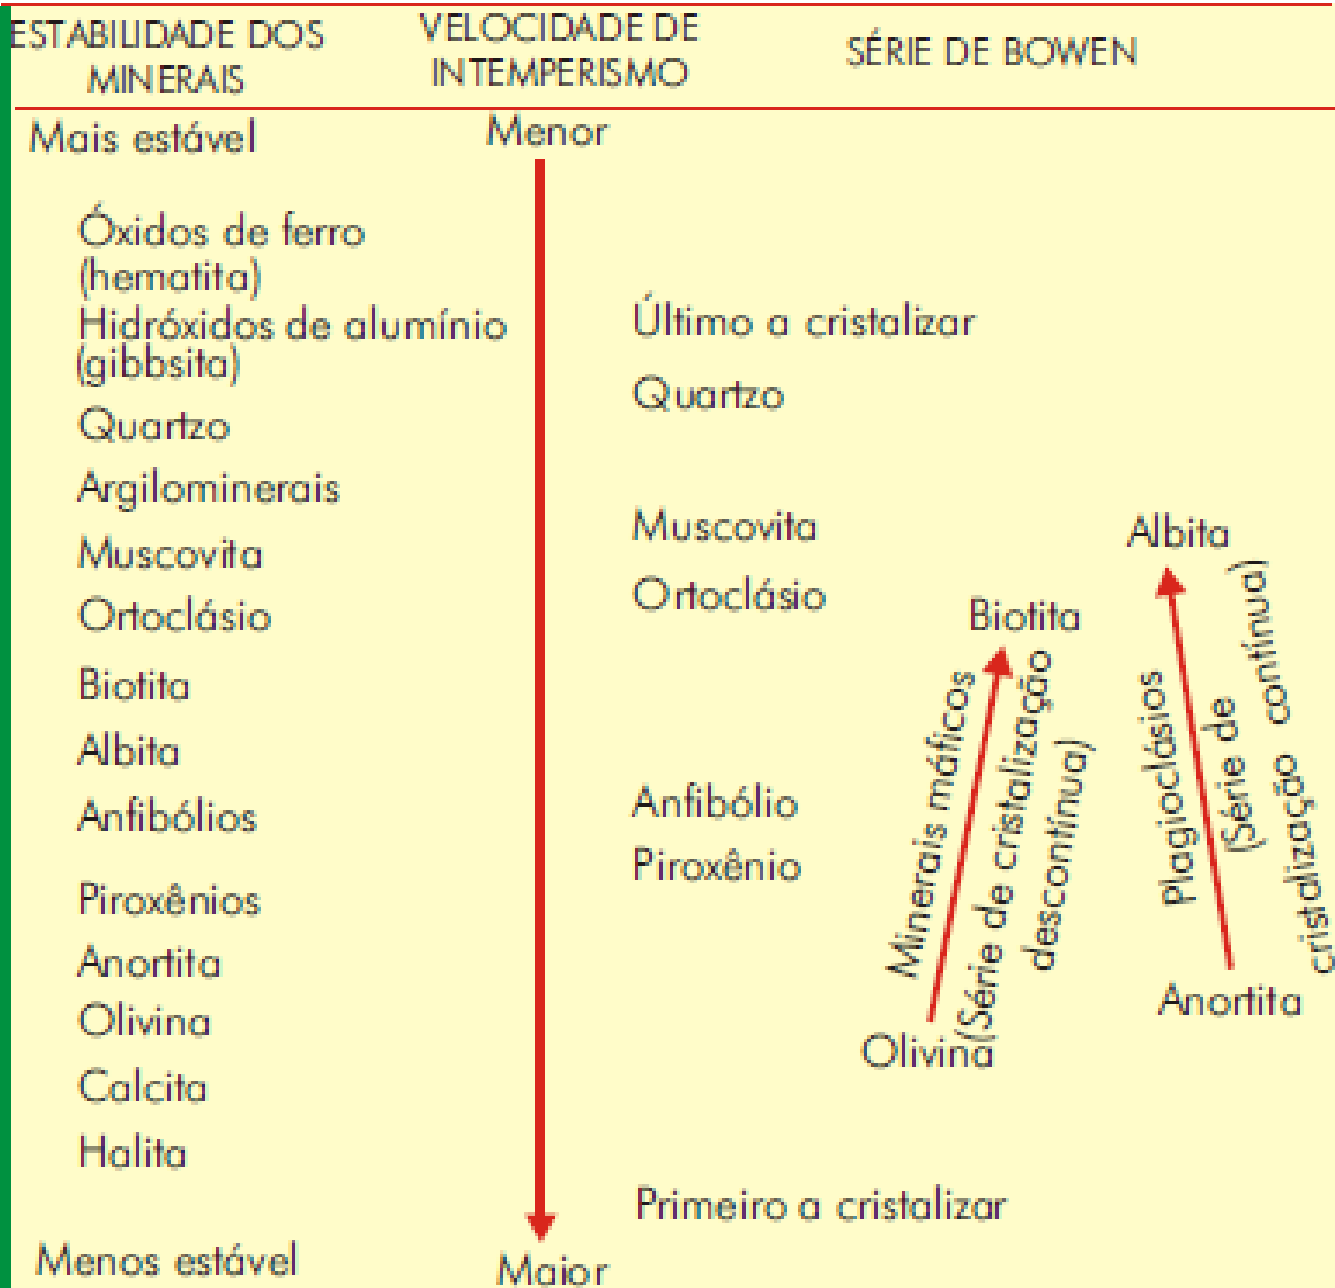 ESTABILIDADE DOS
MINERAIS
VELOCIDADE DE
INTEMPERISMO
SÉRIE DE BOWEN
Mais estável
Menor
Óxidos de ferro
(hematita)
Hidróxidos de alumínio
(gibbsita)
Quartzo
Argilominerais
Muscovita
Ortoclásio
Biotita
Albita
Anfibólios
Piroxênios
Anortita
Olivina
Calcita
Halita
Menos estável
Maior
Último a cristalizar
Quartzo
Muscovita
Ortoclásio
Anfibólio
Piroxênio
Primeiro a cristalizar
Biotita
Minerais máficos
(Série de cristalização
descontínua)
Olivina
Albita
Plagioclásios
(Série de
cristalização contínua)
Anortita